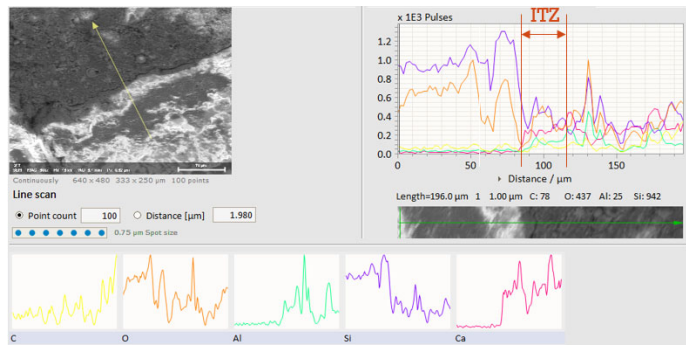 x 1E3 Pulses
ITZ
1.2
1.0
0.8
0.6
0.4
0.2
0.0
0 50 100 150
Distance / µm
Continuously 640 x 480 333 x 250 µm 100 points
Line scan
Point count 100 Distance [µm] 1.980
0.75 µm Spot size
Length=196.0 µm 1 1.00 µm C: 78 O: 437 Al: 25 Si: 942
C O Al Si Ca